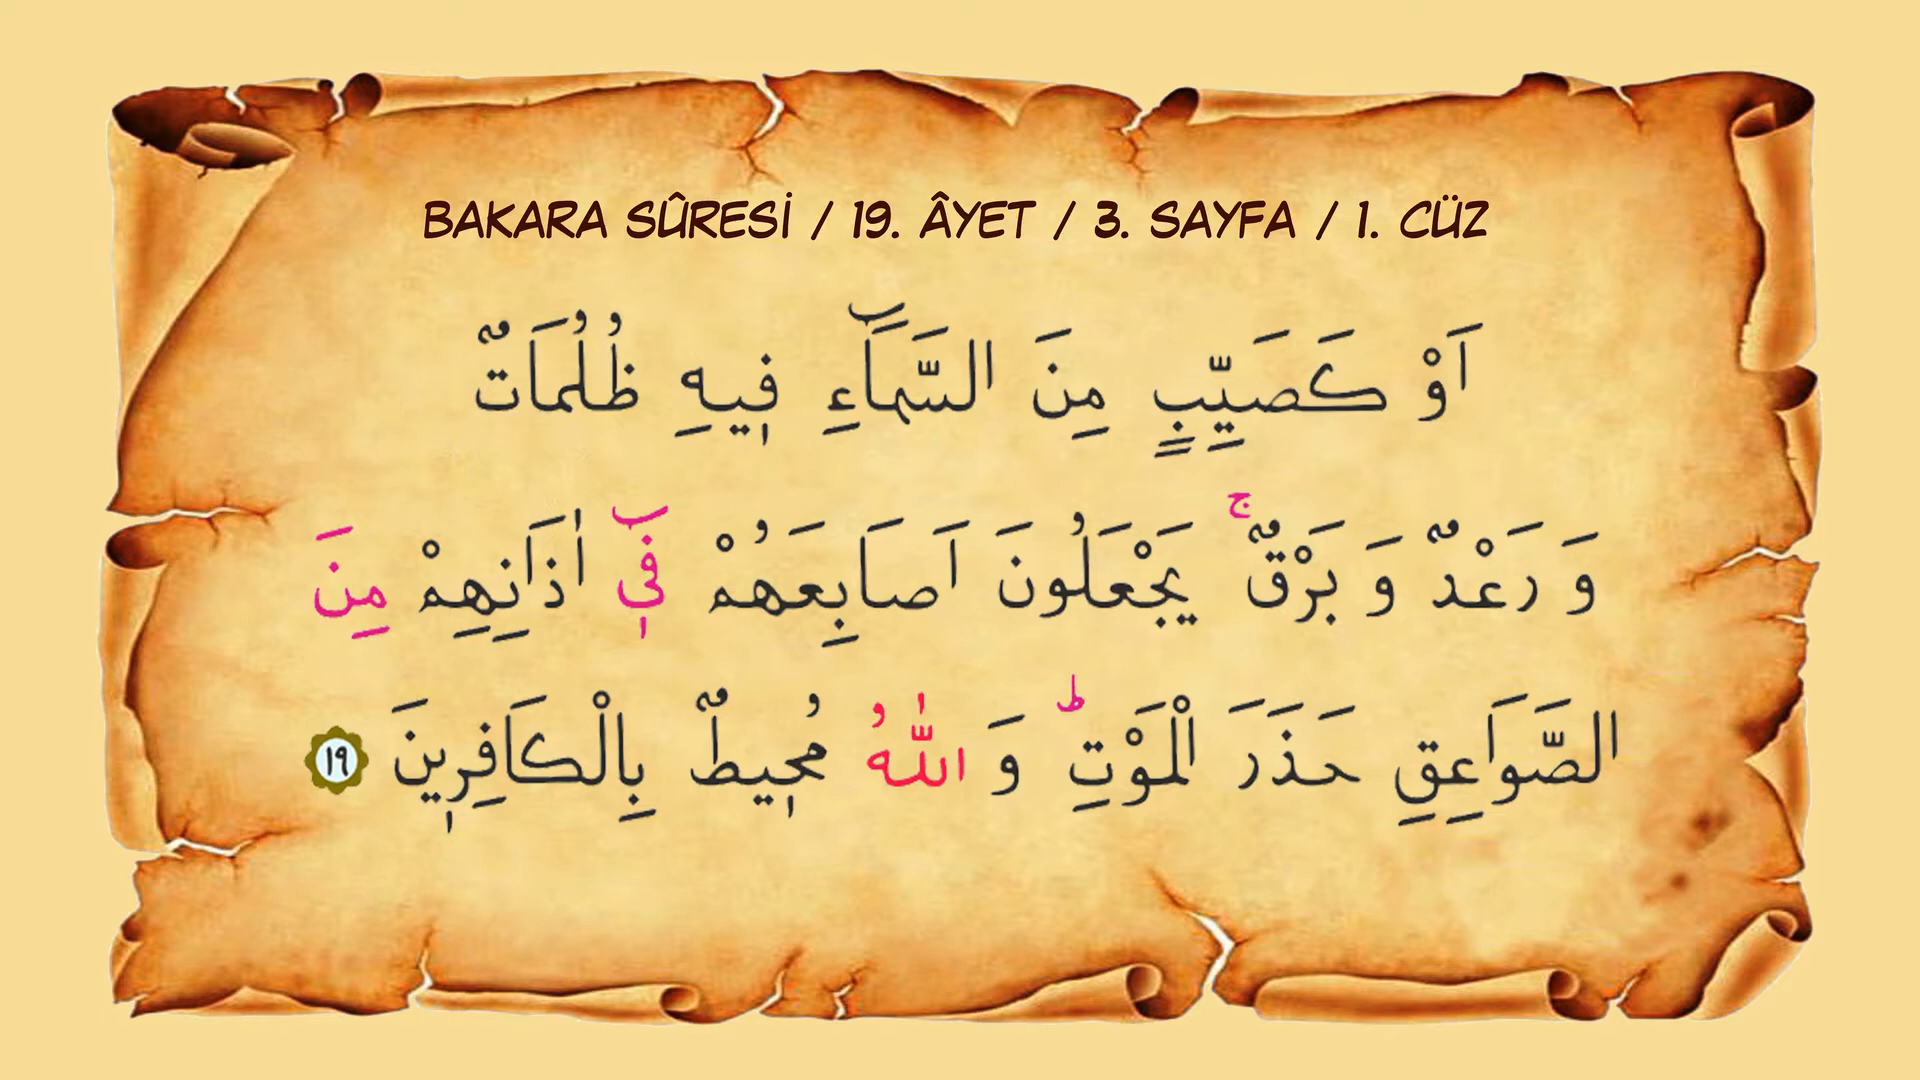 BAKARA SÛRESİ / 19. ÂYET / 3. SAYFA / 1. CÜZ
اَوْ كَصَيِّبٍ مِنَ السَّمَٓاءِ ف۪يهِ ظُلُمَاتٌ
وَ رَعْدٌ وَ بَرْقٌۚ يَجْعَلُونَ اَصَابِعَهُمْ ف۪ٓي اٰذَانِهِمْ مِنَ
الصَّوَاعِقِ حَذَرَ الْمَوْتِۜ وَ اللّٰهُ مُح۪يطٌ بِالْكَافِر۪ينَ ١٩